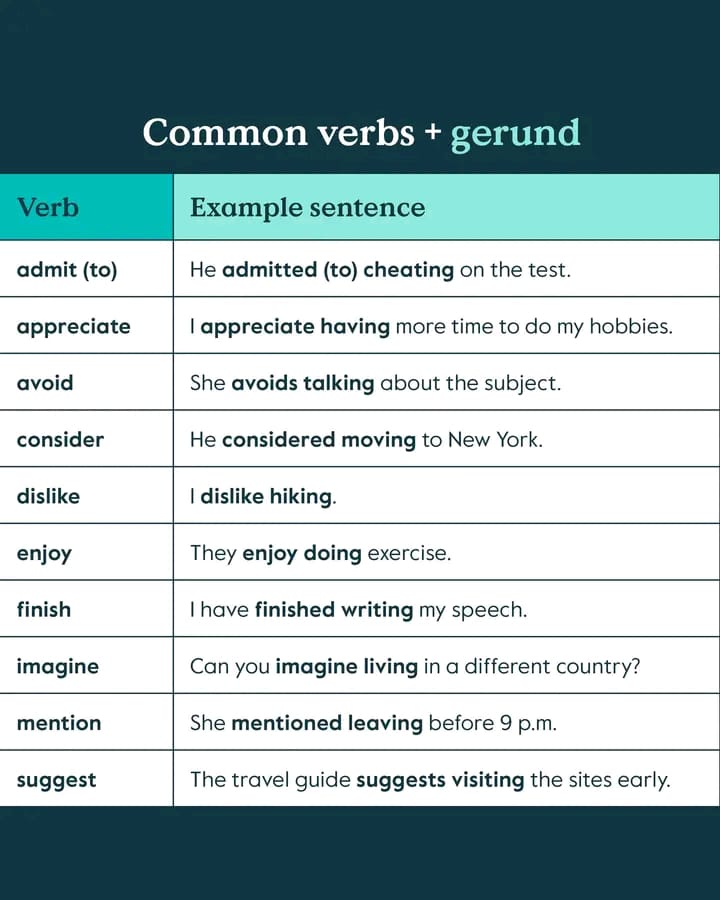 Common verbs + gerund
Verb Example sentence
admit (to) He admitted (to) cheating on the test.
appreciate I appreciate having more time to do my hobbies.
avoid She avoids talking about the subject.
consider He considered moving to New York.
dislike I dislike hiking.
enjoy They enjoy doing exercise.
finish I have finished writing my speech.
imagine Can you imagine living in a different country?
mention She mentioned leaving before 9 p.m.
suggest The travel guide suggests visiting the sites early.